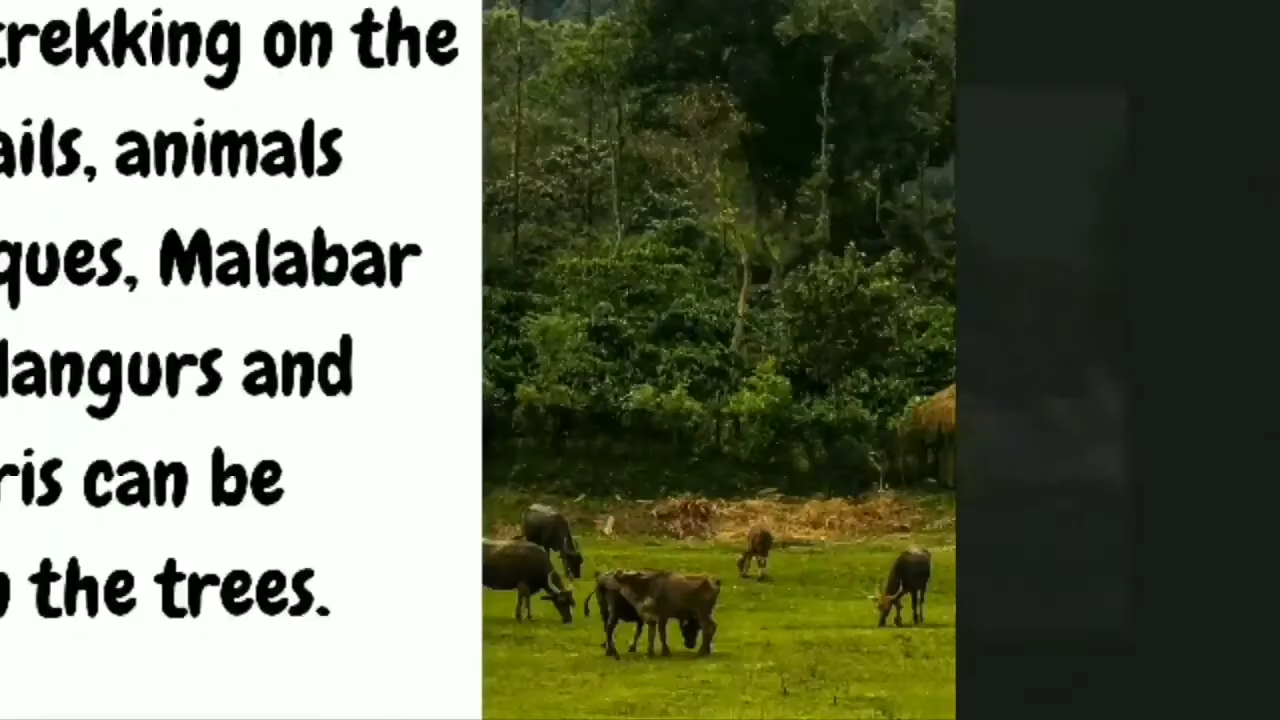 trekking on the
ails, animals
ques, Malabar
langurs and
ris can be
the trees.